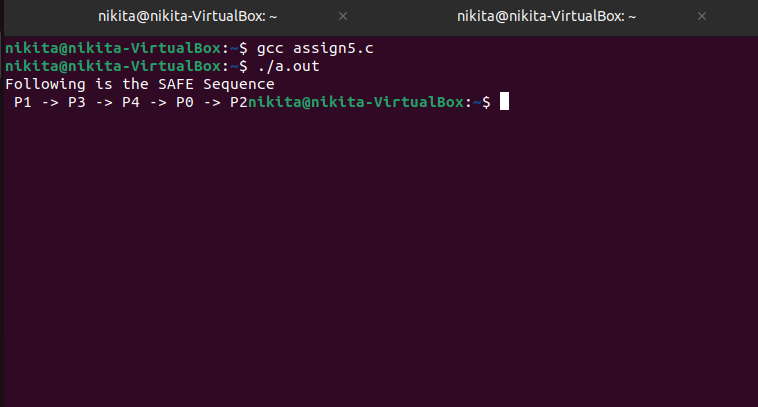 nikita@nikita-VirtualBox: ~ × nikita@nikita-VirtualBox: ~ ×
nikita@nikita-VirtualBox:~$ gcc assign5.c
nikita@nikita-VirtualBox:~$ ./a.out
Following is the SAFE Sequence
 P1 -> P3 -> P4 -> P0 -> P2nikita@nikita-VirtualBox:~$